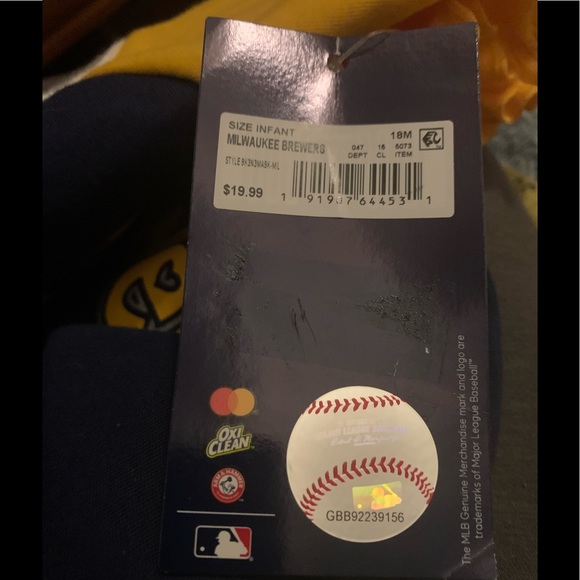 SIZE INFANT 18M
MILWAUKEE BREWERS
047 16 5073
DEPT CL ITEM
$19.99
1 91907 64453 1
OXI
CLEAN
GBB92239156
The MLB Genuine Merchandise mark and logo are
trademarks of Major League Baseball™